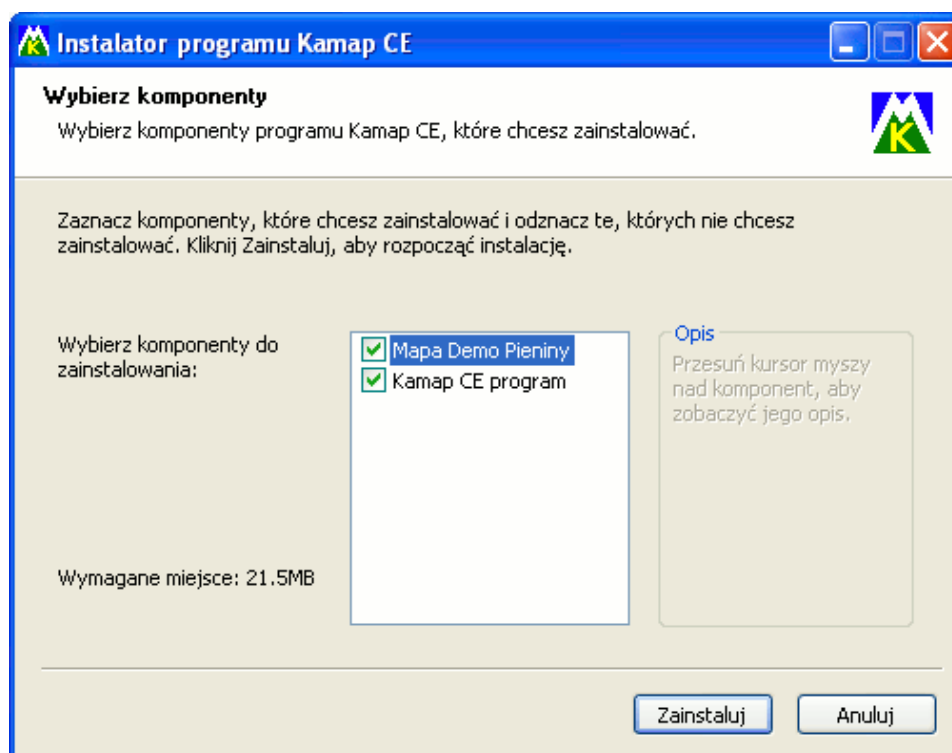 Instalator programu Kamap CE
Wybierz komponenty
Wybierz komponenty programu Kamap CE, które chcesz zainstalować.
K
Zaznacz komponenty, które chcesz zainstalować i odznacz te, których nie chcesz
zainstalować. Kliknij Zainstaluj, aby rozpocząć instalację.
Wybierz komponenty do
zainstalowania:
Mapa Demo Pieniny
Kamap CE program
Opis
Przesuń kursor myszy
nad komponent, aby
zobaczyć jego opis.
Wymagane miejsce: 21.5MB
Zainstaluj
Anuluj